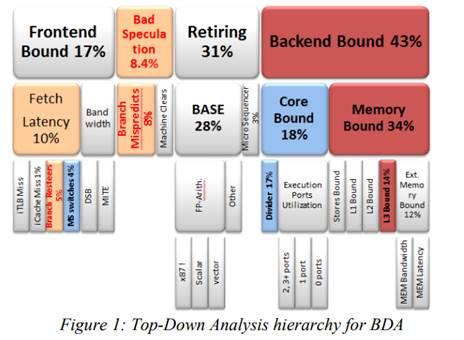 Frontend
Bound 17%
Bad
Specula
tion
8.4%
Retiring
31%
Backend Bound 43%
Fetch
Latency
10%
Band
width
Branch
Mispredicts
8%
Machine Clears
BASE
28%
Micro Sequencer
3%
Core
Bound
18%
Memory
Bound 34%
iTLB Miss
iCache Miss 1%
Branch Resteers
5%
MS switches 4%
DSB
MITE
FP-Arith.
Other
Divider 17%
Execution
Ports
Utilization
Stores Bound
L1 Bound
L2 Bound
L3 Bound 14%
Ext.
Memo
ry
Bound
12%
x87 !
Scalar
vector
2, 3+ ports
1 port
0 ports
MEM Bandwidth
MEM Latency
Figure 1: Top-Down Analysis hierarchy for BDA